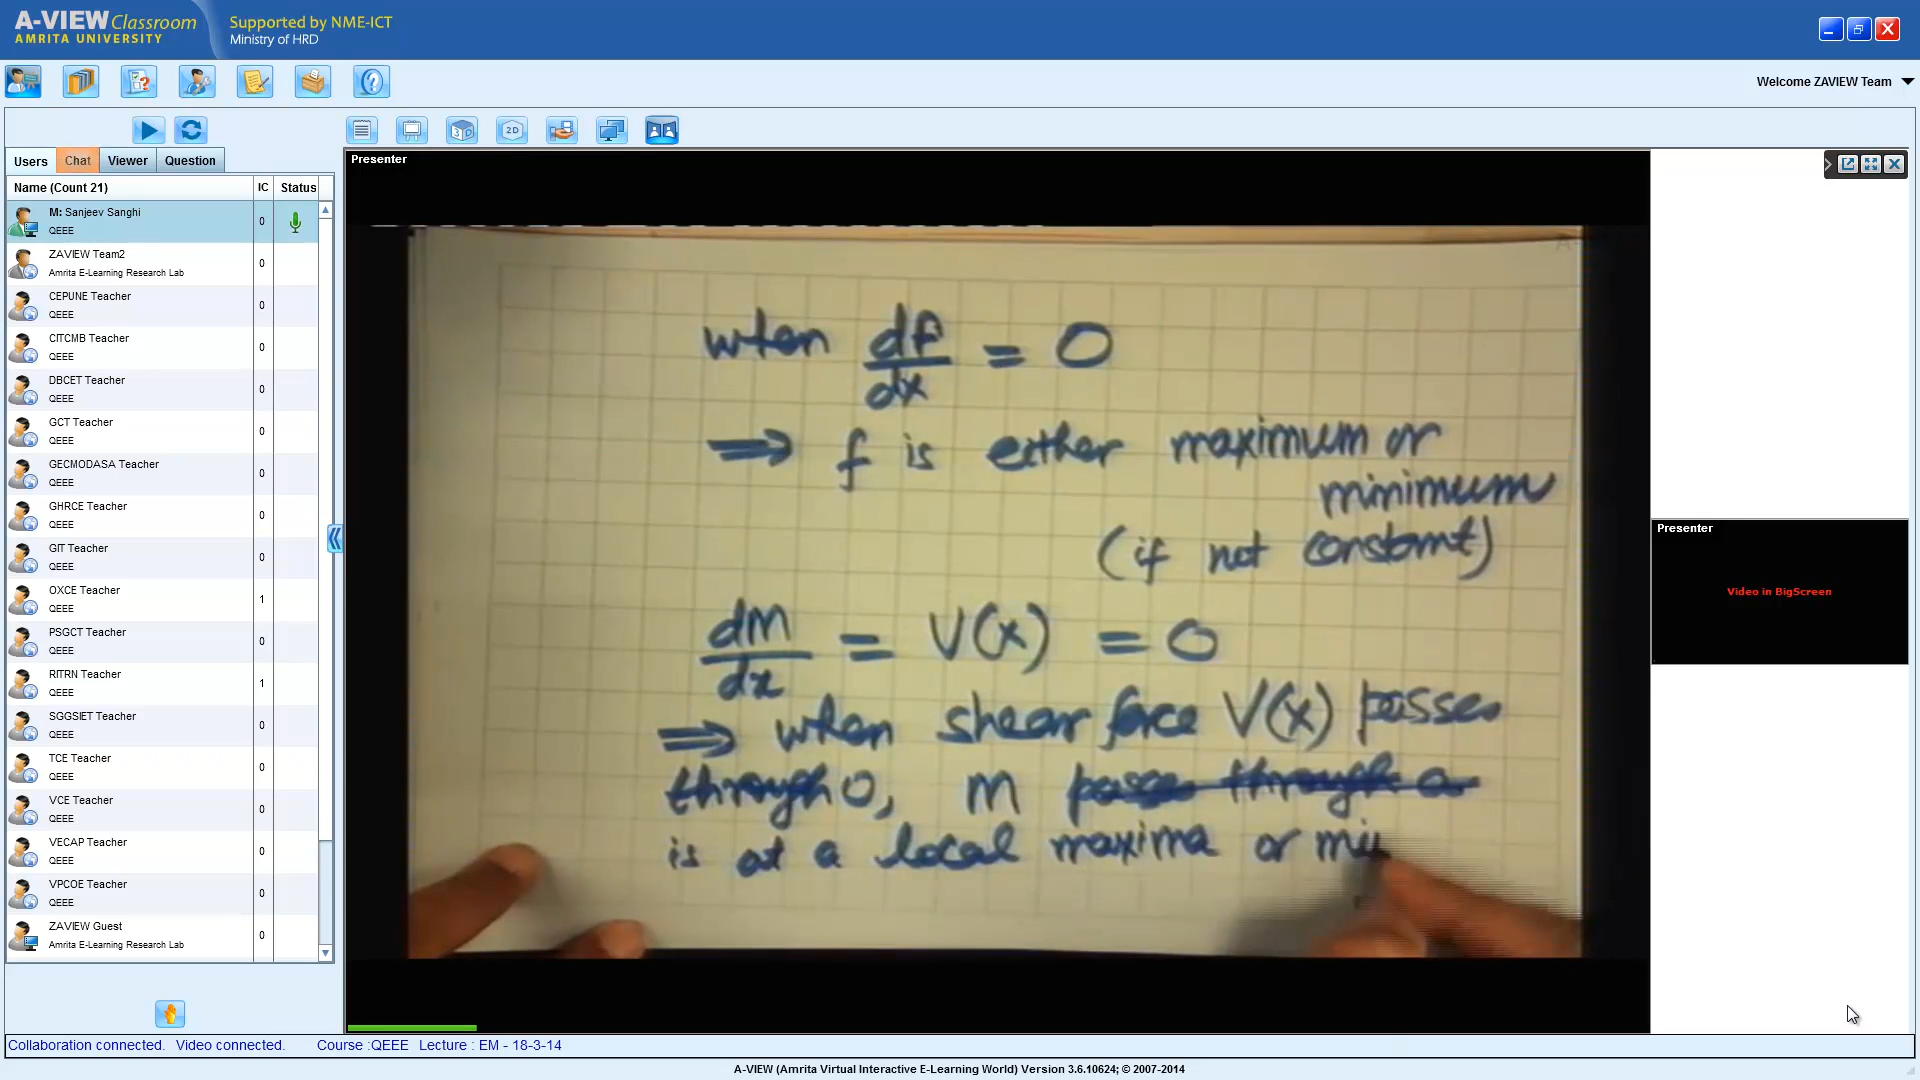 A-VIEW Classroom
AMRITA UNIVERSITY
Supported by NME-ICT
Ministry of HRD
Welcome ZAVIEW Team
3D
2D
Users Chat Viewer Question
Name (Count 21) IC Status
M: Sanjeev Sanghi
QEEE
0
ZAVIEW Team2
Amrita E-Learning Research Lab
0
CEPUNE Teacher
QEEE
0
CITCMB Teacher
QEEE
0
DBCET Teacher
QEEE
0
GCT Teacher
QEEE
0
GECMODASA Teacher
QEEE
0
GHRCE Teacher
QEEE
0
GIT Teacher
QEEE
0
OXCE Teacher
QEEE
1
PSGCT Teacher
QEEE
0
RITRN Teacher
QEEE
1
SGGSIET Teacher
QEEE
0
TCE Teacher
QEEE
0
VCE Teacher
QEEE
0
VECAP Teacher
QEEE
0
VPCOE Teacher
QEEE
0
ZAVIEW Guest
Amrita E-Learning Research Lab
0
Presenter
when df/dx = 0
⇒ f is either maximum or
minimum
(if not constant)
dM/dx = V(x) = 0
⇒ when shear force V(x) passes
through 0, M passes through a
is at a local maxima or mi
Presenter
Video in BigScreen
Collaboration connected. Video connected. Course :QEEE Lecture : EM - 18-3-14
A-VIEW (Amrita Virtual Interactive E-Learning World) Version 3.6.10624; © 2007-2014